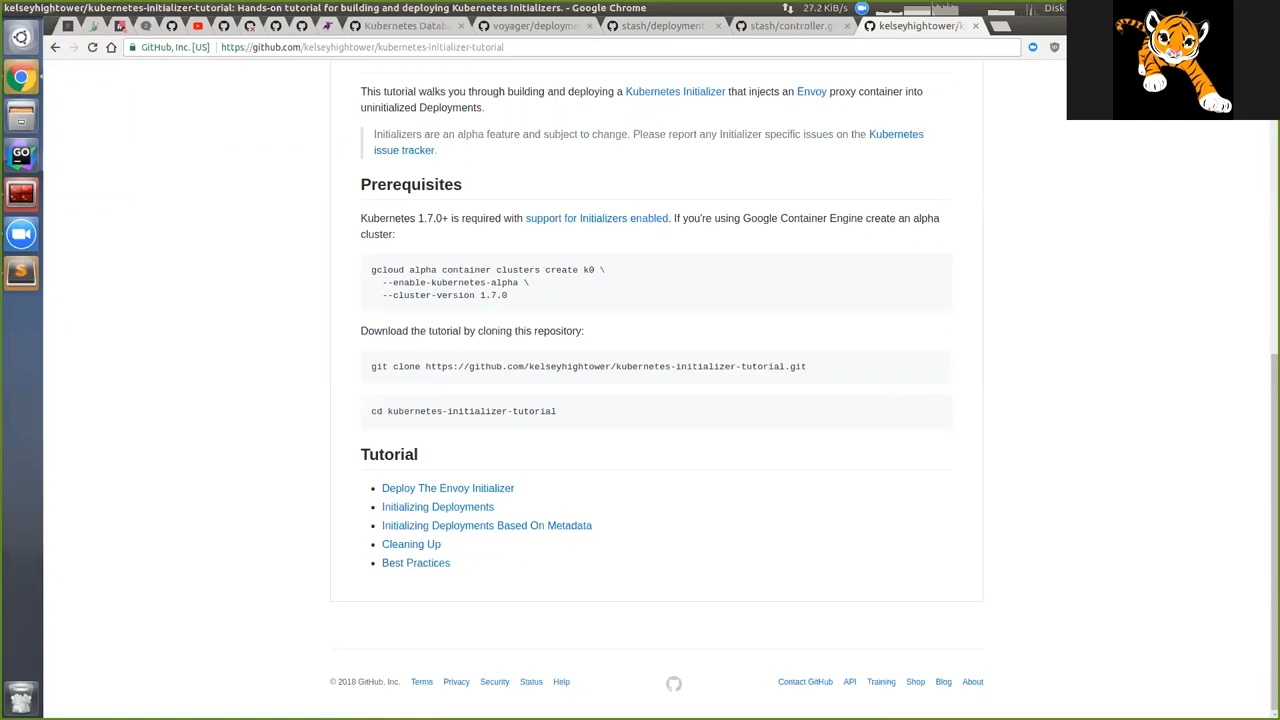 kelseyhightower/kubernetes-initializer-tutorial: Hands-on tutorial for building and deploying Kubernetes Initializers. - Google Chrome
27.2 KiB/s
Disk
Kubernetes Datab
voyager/deployme
stash/deployment
stash/controller.g
kelseyhightower/k
GitHub, Inc. [US]
https://github.com/kelseyhightower/kubernetes-initializer-tutorial
This tutorial walks you through building and deploying a Kubernetes Initializer that injects an Envoy proxy container into
uninitialized Deployments.
Initializers are an alpha feature and subject to change. Please report any Initializer specific issues on the Kubernetes
issue tracker.
Prerequisites
Kubernetes 1.7.0+ is required with support for Initializers enabled. If you're using Google Container Engine create an alpha
cluster:
gcloud alpha container clusters create k0 \
--enable-kubernetes-alpha \
--cluster-version 1.7.0
Download the tutorial by cloning this repository:
git clone https://github.com/kelseyhightower/kubernetes-initializer-tutorial.git
cd kubernetes-initializer-tutorial
Tutorial
• Deploy The Envoy Initializer
• Initializing Deployments
• Initializing Deployments Based On Metadata
• Cleaning Up
• Best Practices
© 2018 GitHub, Inc. Terms Privacy Security Status Help
Contact GitHub API Training Shop Blog About
GO
S